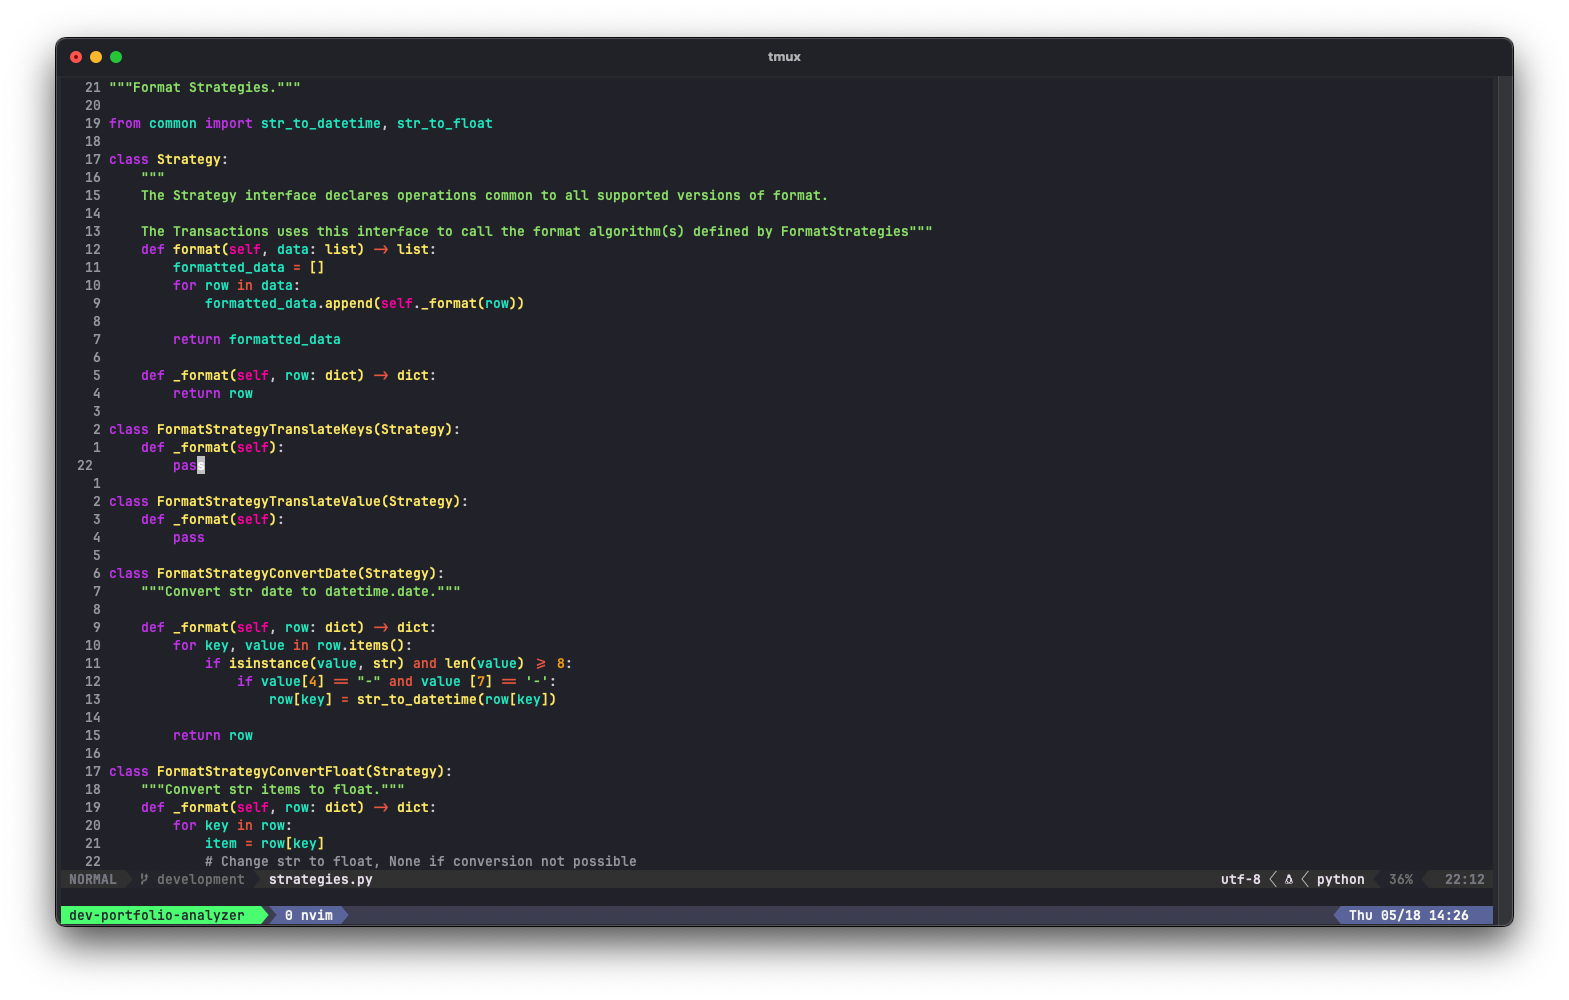 tmux
21 """Format Strategies."""
20
19 from common import str_to_datetime, str_to_float
18
17 class Strategy:
16     """
15     The Strategy interface declares operations common to all supported versions of format.
14
13     The Transactions uses this interface to call the format algorithm(s) defined by FormatStrategies"""
12     def format(self, data: list) -> list:
11         formatted_data = []
10         for row in data:
9             formatted_data.append(self._format(row))
8
7         return formatted_data
6
5     def _format(self, row: dict) -> dict:
4         return row
3
2 class FormatStrategyTranslateKeys(Strategy):
1     def _format(self):
22         pass
1
2 class FormatStrategyTranslateValue(Strategy):
3     def _format(self):
4         pass
5
6 class FormatStrategyConvertDate(Strategy):
7     """Convert str date to datetime.date."""
8
9     def _format(self, row: dict) -> dict:
10         for key, value in row.items():
11             if isinstance(value, str) and len(value) >= 8:
12                 if value[4] == "-" and value [7] == '-':
13                     row[key] = str_to_datetime(row[key])
14
15         return row
16
17 class FormatStrategyConvertFloat(Strategy):
18     """Convert str items to float."""
19     def _format(self, row: dict) -> dict:
20         for key in row:
21             item = row[key]
22             # Change str to float, None if conversion not possible
NORMAL development strategies.py utf-8 python 36% 22:12
dev-portfolio-analyzer 0 nvim Thu 05/18 14:26